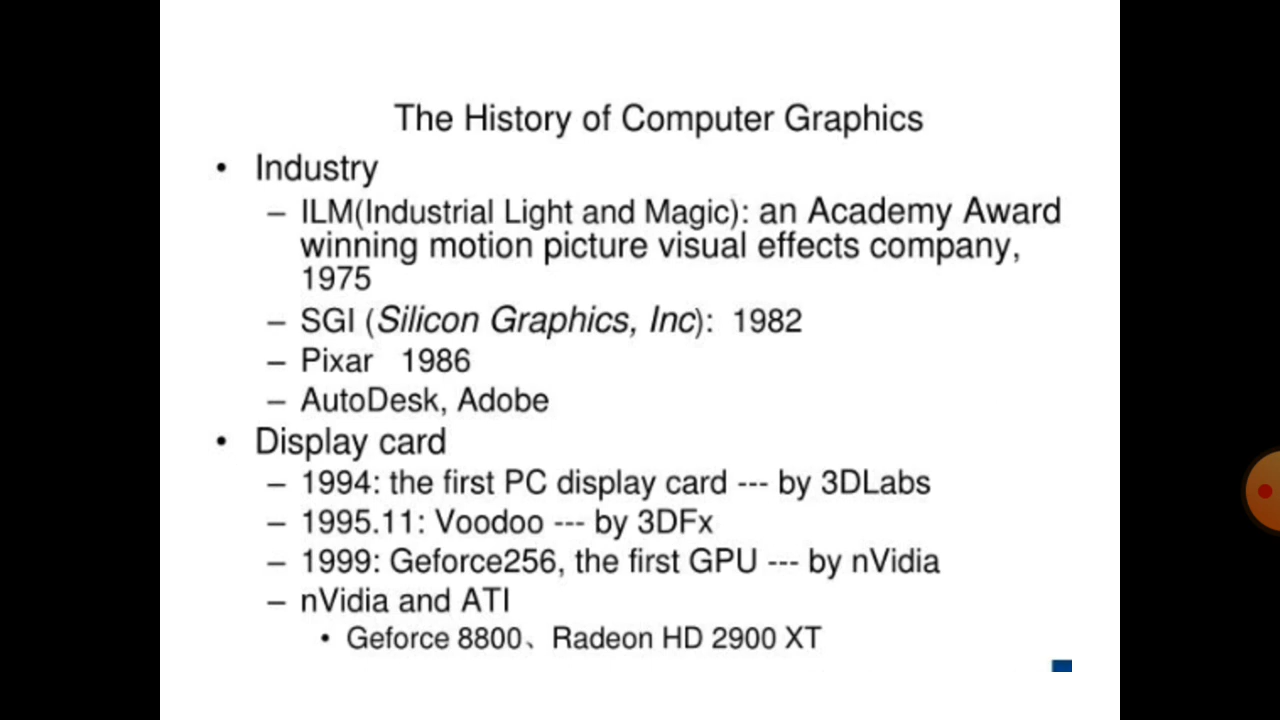 The History of Computer Graphics
• Industry
– ILM(Industrial Light and Magic): an Academy Award
winning motion picture visual effects company,
1975
– SGI (Silicon Graphics, Inc): 1982
– Pixar 1986
– AutoDesk, Adobe
• Display card
– 1994: the first PC display card --- by 3DLabs
– 1995.11: Voodoo --- by 3DFx
– 1999: Geforce256, the first GPU --- by nVidia
– nVidia and ATI
• Geforce 8800、Radeon HD 2900 XT